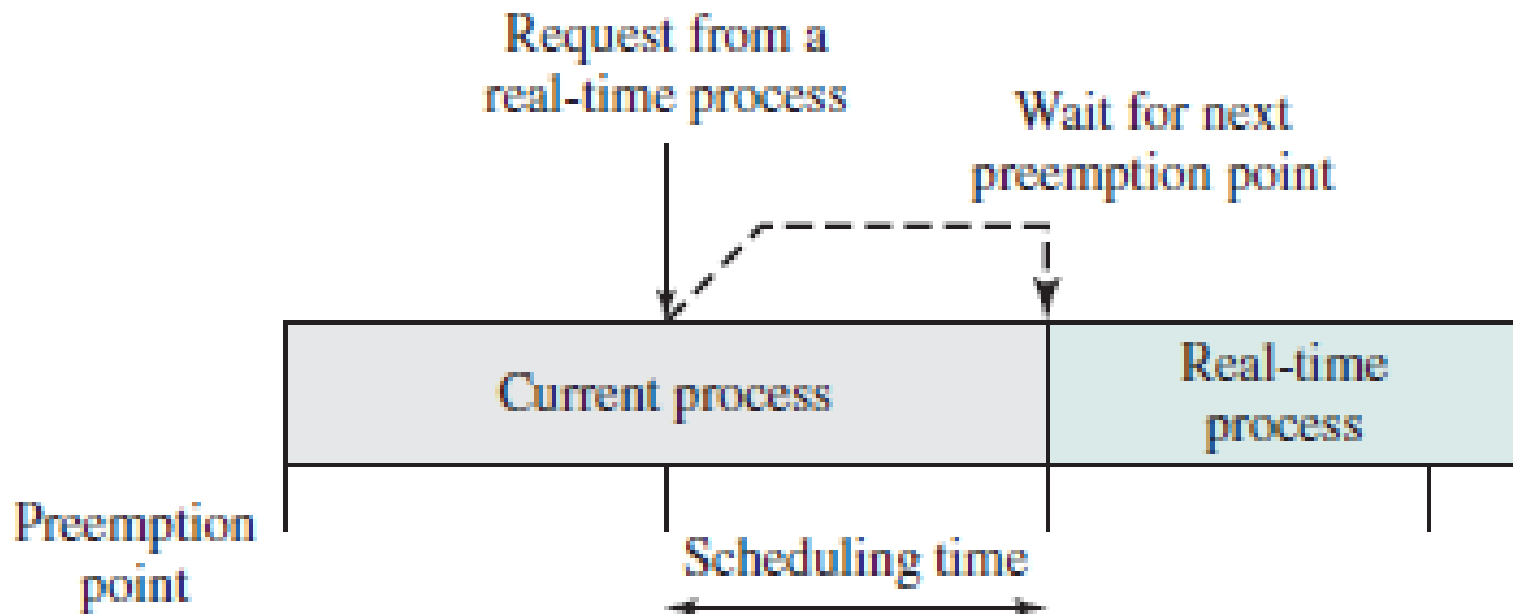 Request from a
real-time process
Wait for next
preemption point
Current process
Real-time
process
Preemption
point
Scheduling time